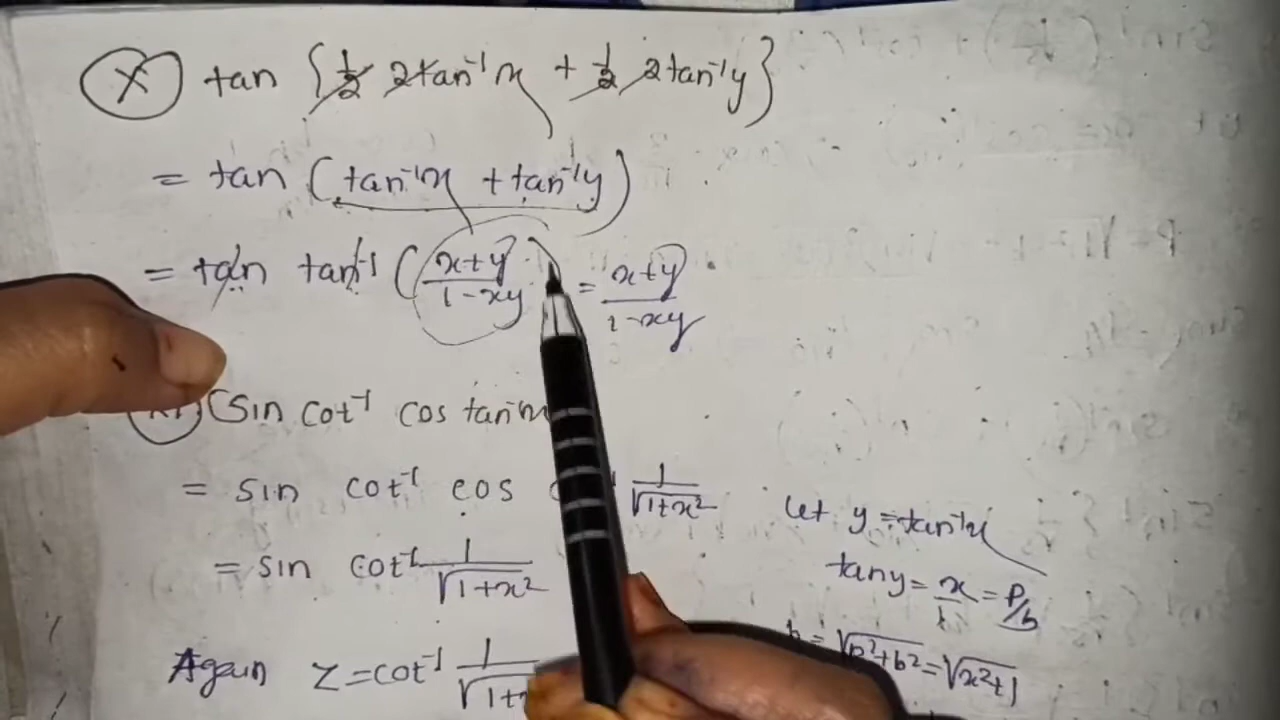 (X) tan {1/2 2tan⁻¹x + 1/2 2tan⁻¹y}
= tan (tan⁻¹x + tan⁻¹y)
= tan tan⁻¹ (x+y / 1-xy) = x+y / 1-xy
sin cot⁻¹ cos tan⁻¹x
= sin cot⁻¹ cos 1/√1+x²
= sin cot⁻¹ 1/√1+x²
Let y = tan⁻¹x
tan y = x/1 = P/b
= √p²+b² = √x²+1
Again Z = cot⁻¹ 1/√1+